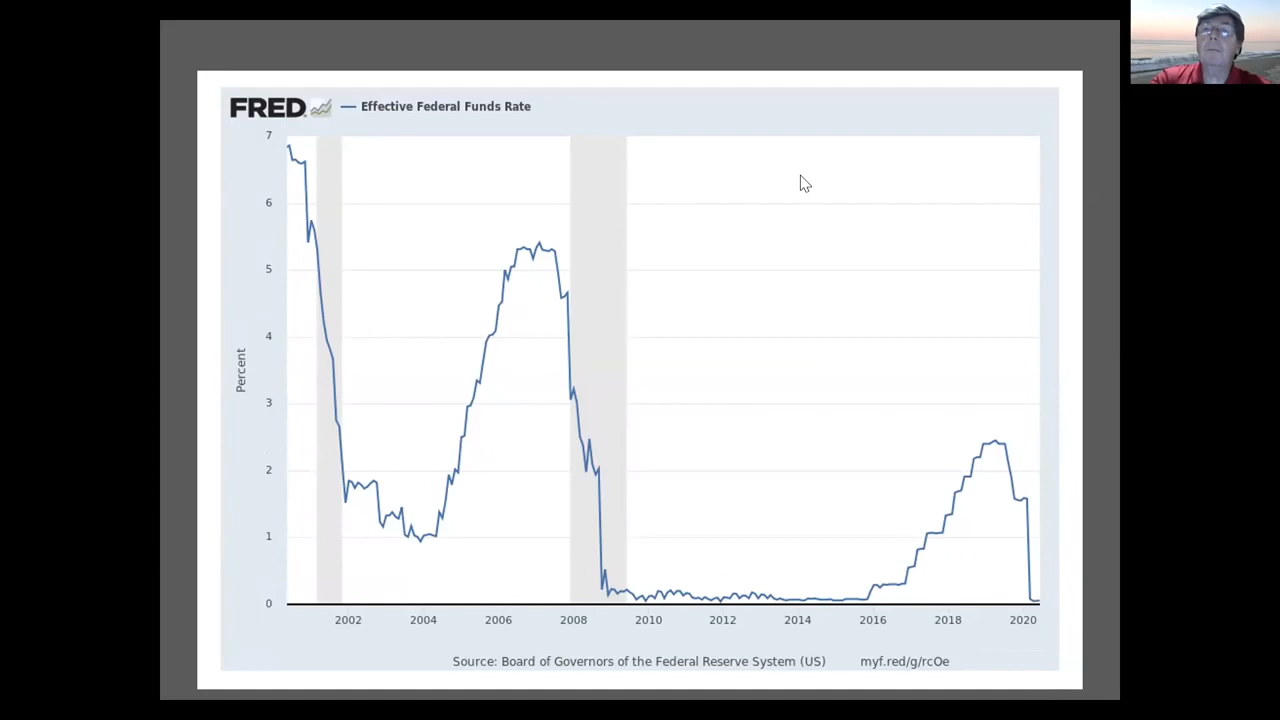 FRED
Effective Federal Funds Rate
7
6
5
4
3
2
1
0
Percent
2002 2004 2006 2008 2010 2012 2014 2016 2018 2020
Source: Board of Governors of the Federal Reserve System (US) myf.red/g/rcOe